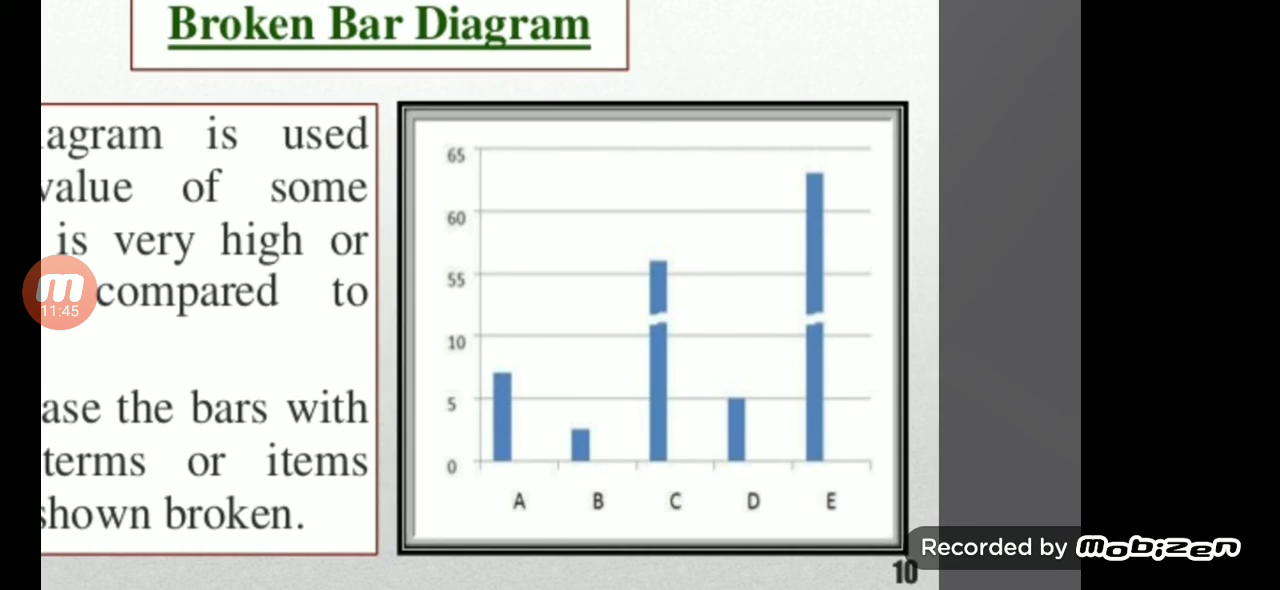 Broken Bar Diagram
agram is used
value of some
is very high or
compared to
ase the bars with
terms or items
shown broken.
11:45
65
60
55
10
5
0
A B C D E
Recorded by mobizen
10